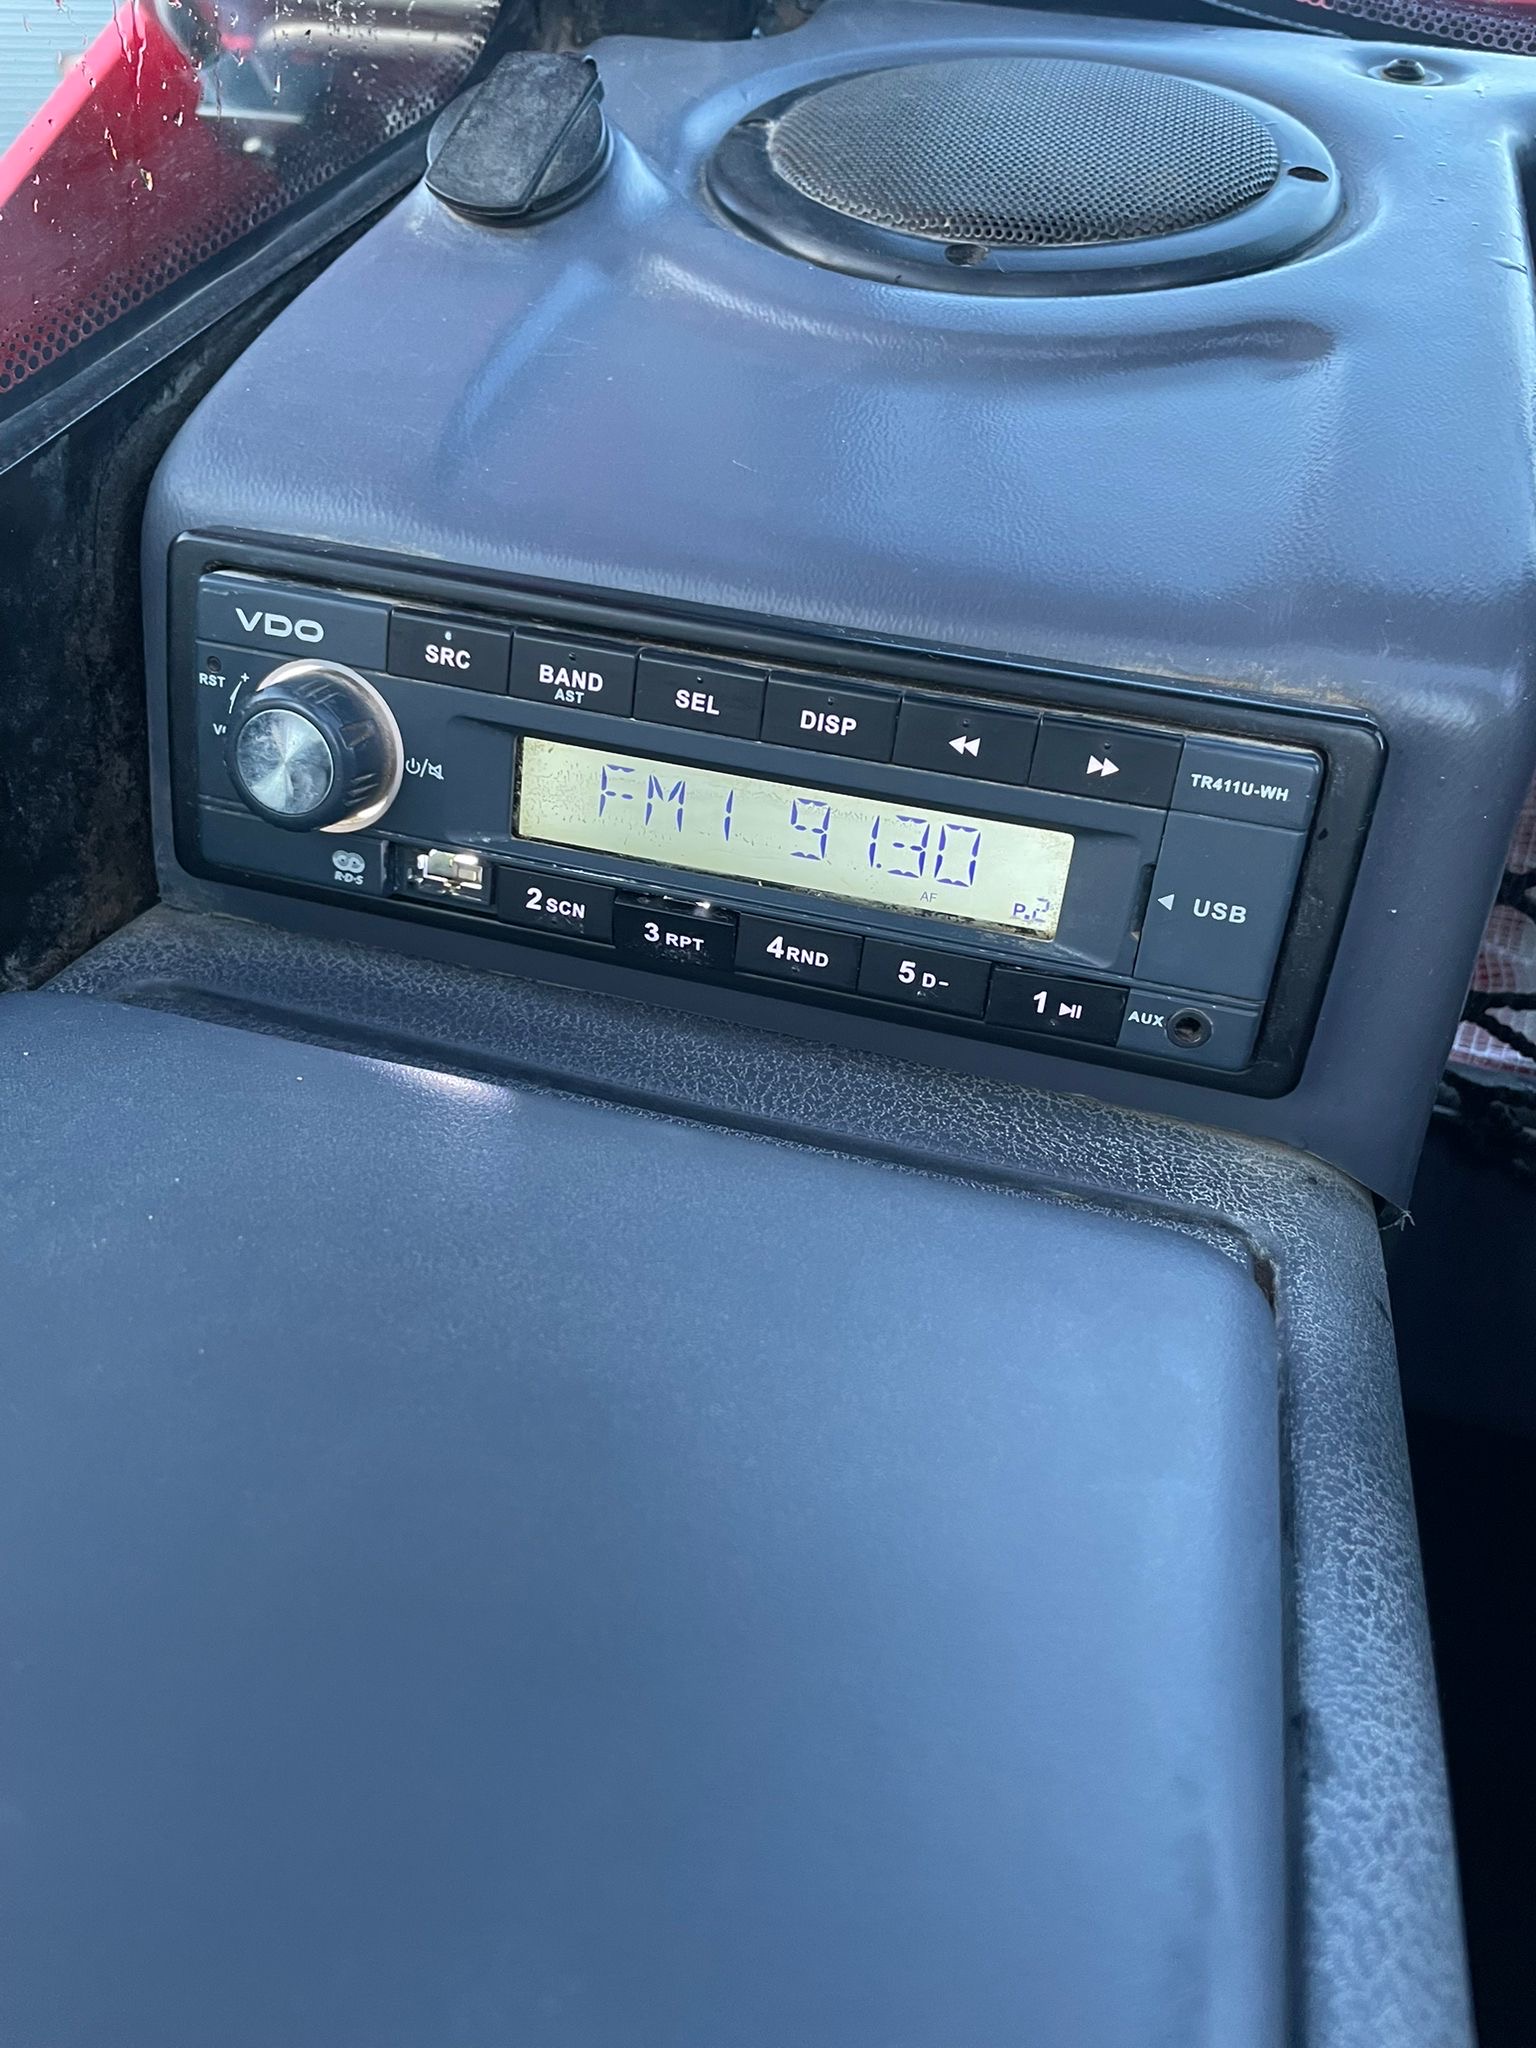 VDO
SRC
BAND
AST
SEL
DISP
TR411U-WH
RST
+
FM1 91.30
AF
P.2
USB
R·D·S
2 SCN
3 RPT
4 RND
5 D-
1
AUX